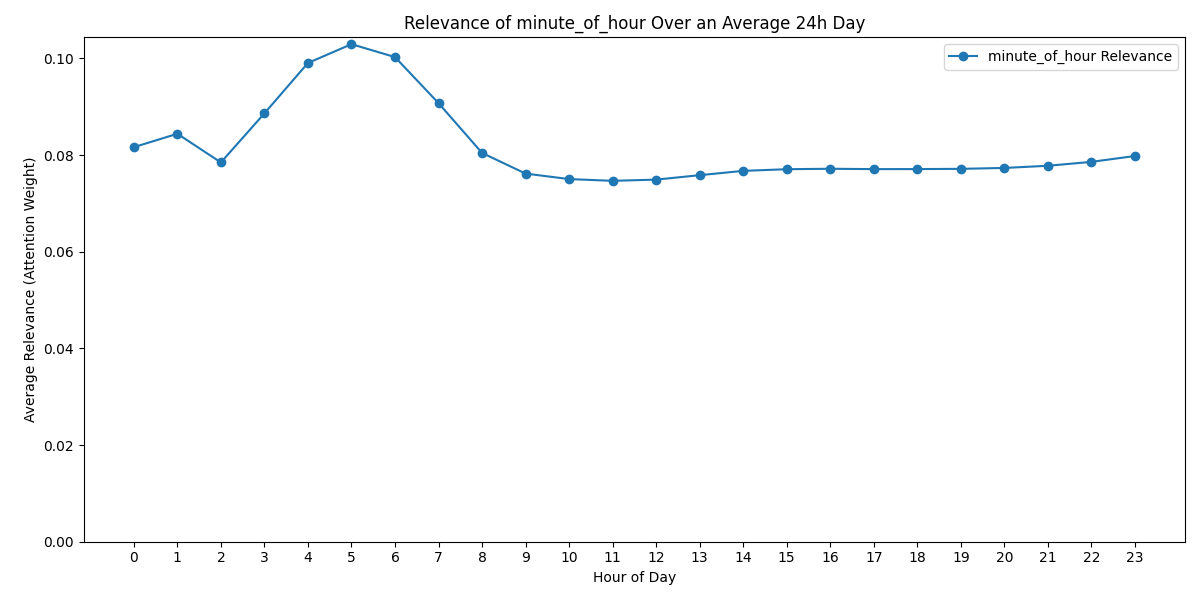 Relevance of minute_of_hour Over an Average 24h Day
minute_of_hour Relevance
Average Relevance (Attention Weight)
0.10
0.08
0.06
0.04
0.02
0.00
0 1 2 3 4 5 6 7 8 9 10 11 12 13 14 15 16 17 18 19 20 21 22 23
Hour of Day